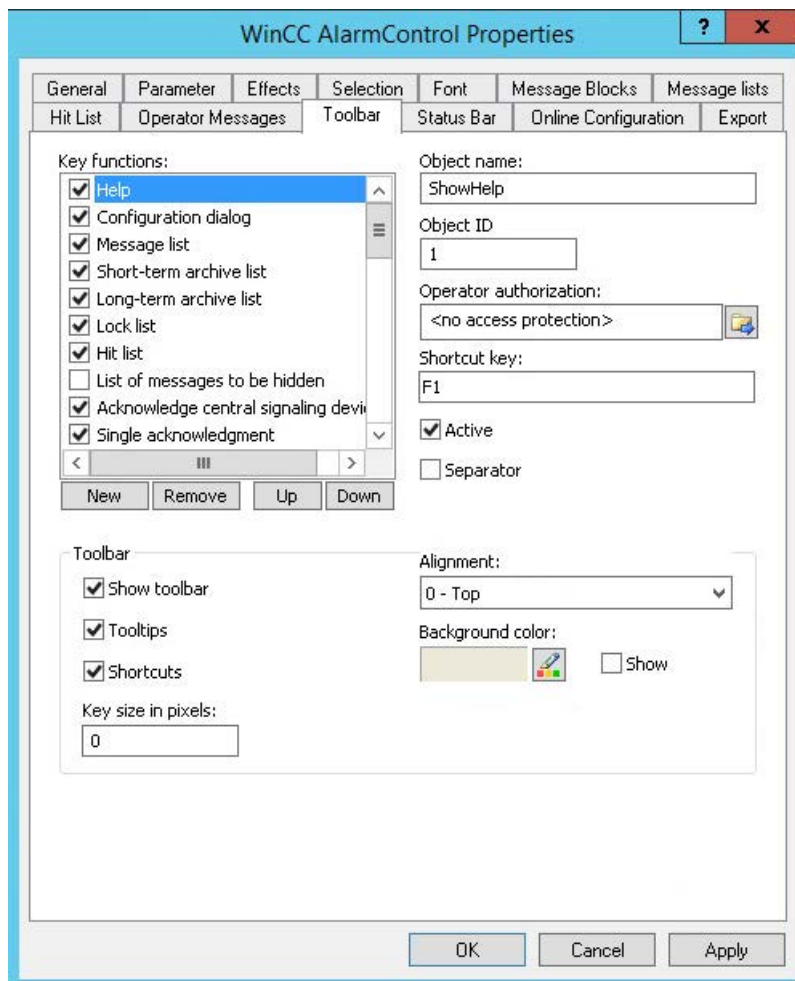 WinCC AlarmControl Properties
? x
General Parameter Effects Selection Font Message Blocks Message lists
Hit List Operator Messages Toolbar Status Bar Online Configuration Export
Key functions:
Help
Configuration dialog
Message list
Short-term archive list
Long-term archive list
Lock list
Hit list
List of messages to be hidden
Acknowledge central signaling devi
Single acknowledgment
New Remove Up Down
Object name:
ShowHelp
Object ID
1
Operator authorization:
<no access protection>
Shortcut key:
F1
Active
Separator
Toolbar
Show toolbar
Tooltips
Shortcuts
Key size in pixels:
0
Alignment:
0 - Top
Background color:
Show
OK Cancel Apply